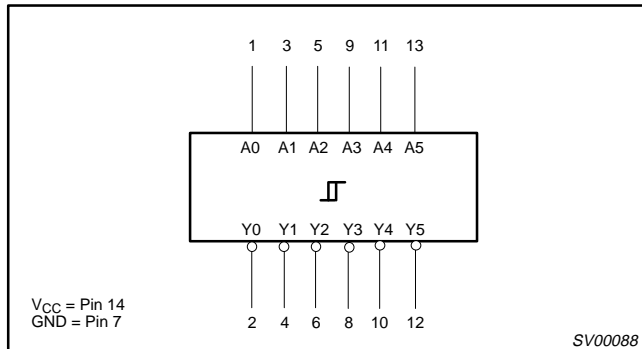 1 3 5 9 11 13
A0 A1 A2 A3 A4 A5
Y0 Y1 Y2 Y3 Y4 Y5
VCC = Pin 14
GND = Pin 7
2 4 6 8 10 12
SV00088